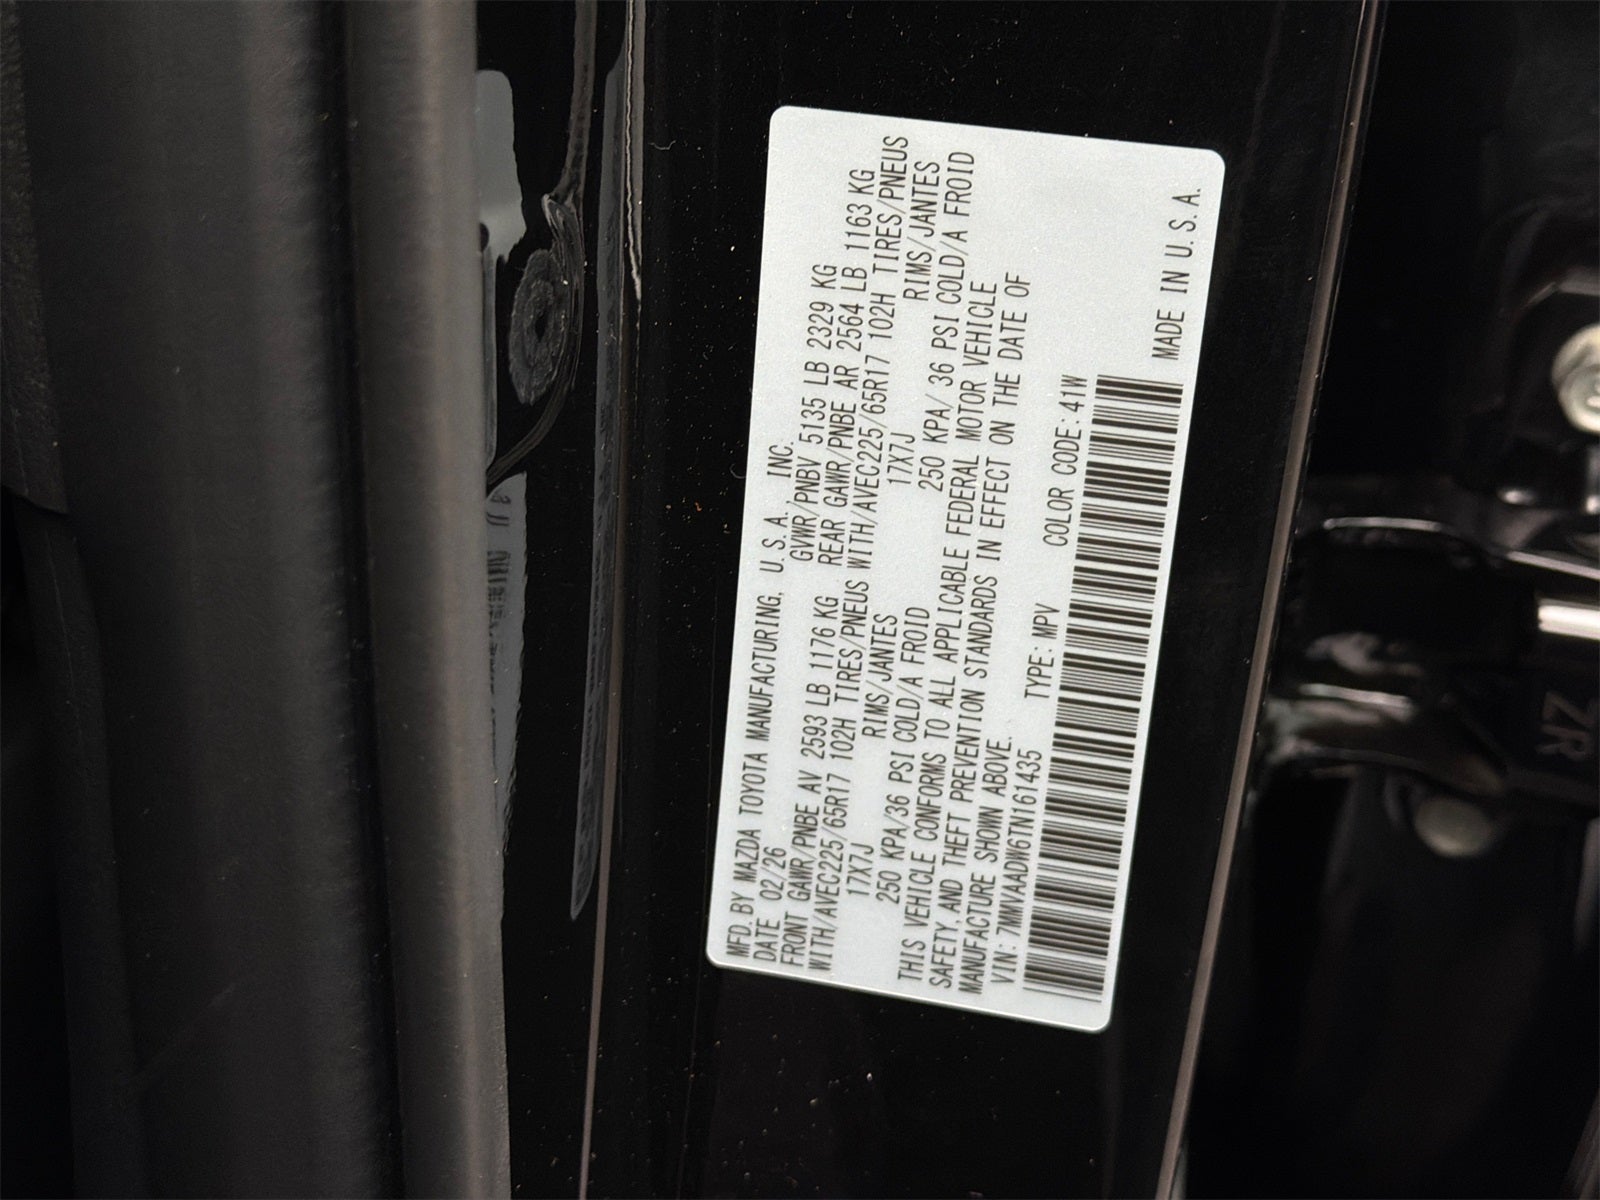 MFD. BY MAZDA TOYOTA MANUFACTURING, U.S.A., INC.
DATE 02/26 GVWR/PNBV 5135 LB 2329 KG
FRONT GAWR/PNBE AV 2593 LB 1176 KG REAR GAWR/PNBE AR 2564 LB 1163 KG
WITH/AVEC225/65R17 102H TIRES/PNEUS WITH/AVEC225/65R17 102H TIRES/PNEUS
17X7J RIMS/JANTES 17X7J RIMS/JANTES
250 KPA/36 PSI COLD/A FROID 250 KPA/ 36 PSI COLD/A FROID
THIS VEHICLE CONFORMS TO ALL APPLICABLE FEDERAL MOTOR VEHICLE
SAFETY, AND THEFT PREVENTION STANDARDS IN EFFECT ON THE DATE OF
MANUFACTURE SHOWN ABOVE.
VIN: 7MMVAADW6TN161435 TYPE: MPV COLOR CODE: 41W
MADE IN U.S.A.
ZR